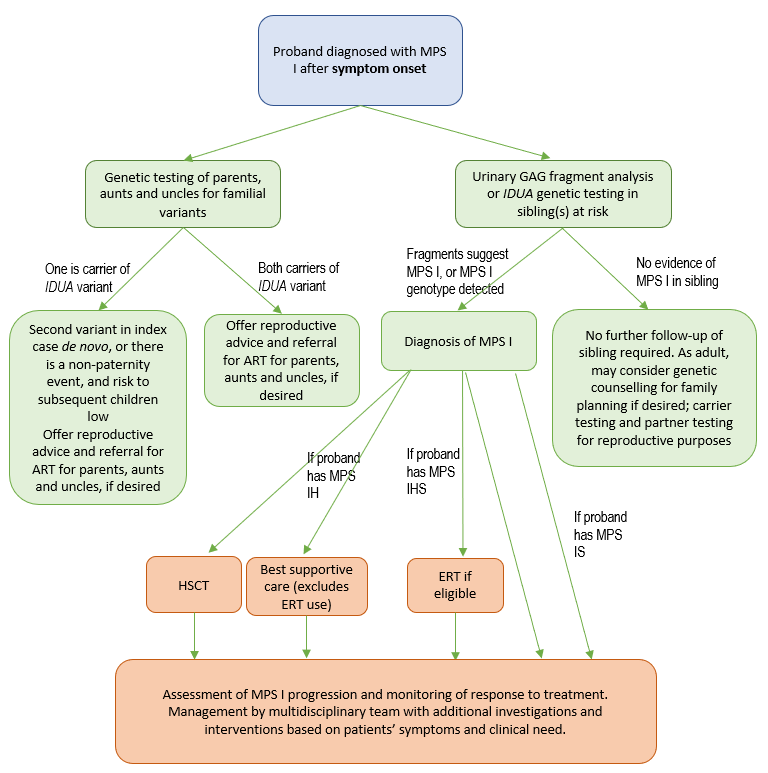 Proband diagnosed with MPS
I after symptom onset
Genetic testing of parents,
aunts and uncles for familial
variants
Urinary GAG fragment analysis
or IDUA genetic testing in
sibling(s) at risk
One is carrier of
IDUA variant
Both carriers of
IDUA variant
Fragments suggest
MPS I, or MPS I
genotype detected
No evidence of
MPS I in sibling
Second variant in index
case de novo, or there
is a non-paternity
event, and risk to
subsequent children
low
Offer reproductive
advice and referral for
ART for parents, aunts
and uncles, if desired
Offer reproductive
advice and referral
for ART for parents,
aunts and uncles, if
desired
Diagnosis of MPS I
No further follow-up of
sibling required. As adult,
may consider genetic
counselling for family
planning if desired; carrier
testing and partner testing
for reproductive purposes
If proband
has MPS
IH
If proband
has MPS
IHS
If proband
has MPS
IS
HSCT
Best supportive
care (excludes
ERT use)
ERT if
eligible
Assessment of MPS I progression and monitoring of response to treatment.
Management by multidisciplinary team with additional investigations and
interventions based on patients’ symptoms and clinical need.